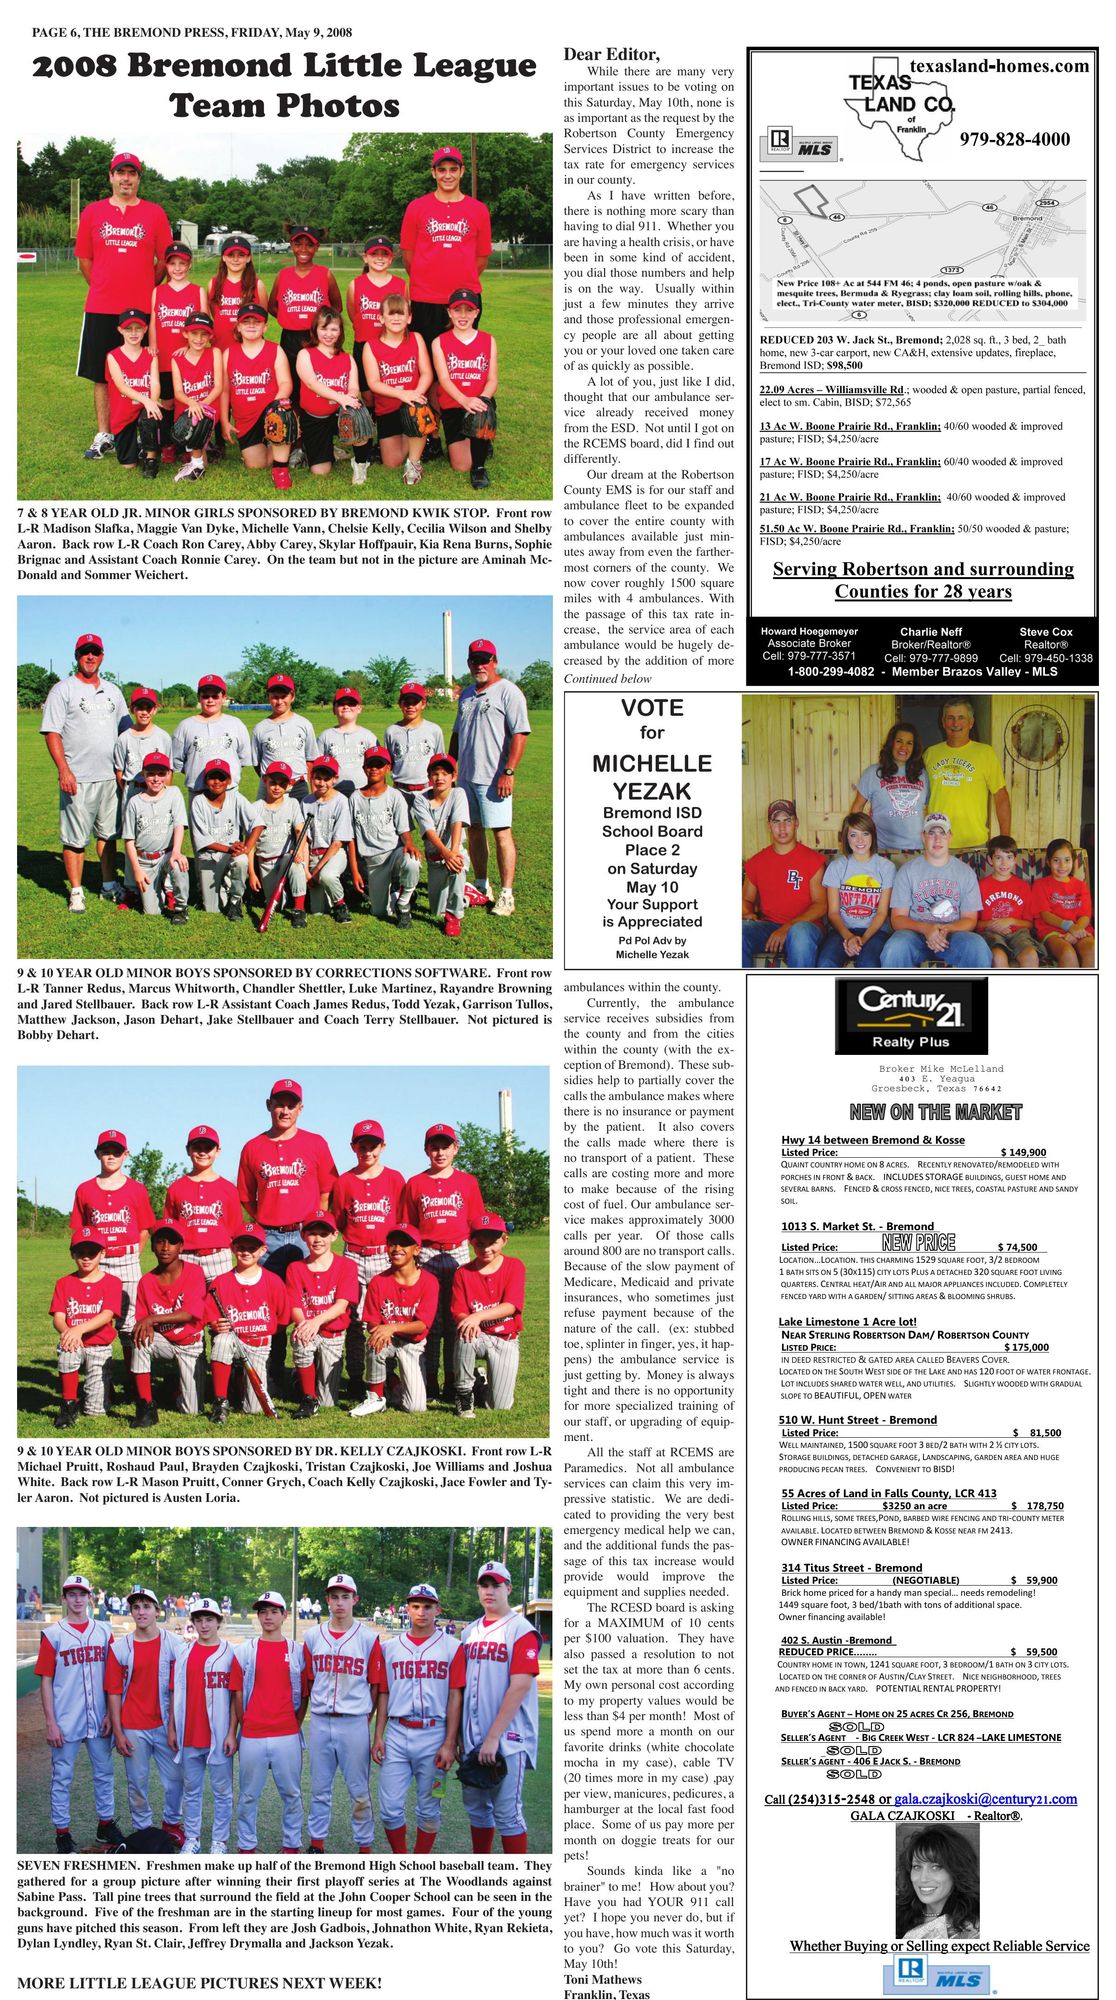 PAGE 6, THE BREMOND PRESS, FRIDAY, May 9, 2008
2008 Bremond Little League
Team Photos
7 & 8 YEAR OLD JR. MINOR GIRLS SPONSORED BY BREMOND KWIK STOP. Front row
L-R Madison Slafka, Maggie Van Dyke, Michelle Vann, Chelsie Kelly, Cecilia Wilson and Shelby
Aaron. Back row L-R Coach Ron Carey, Abby Carey, Skylar Hoffpauir, Kia Rena Burns, Sophie
Brignac and Assistant Coach Ronnie Carey. On the team but not in the picture are Aminah Mc-
Donald and Sommer Weichert.
9 & 10 YEAR OLD MINOR BOYS SPONSORED BY CORRECTIONS SOFTWARE. Front row
L-R Tanner Redus, Marcus Whitworth, Chandler Shettler, Luke Martinez, Rayandre Browning
and Jared Stellbauer. Back row L-R Assistant Coach James Redus, Todd Yezak, Garrison Tullos,
Matthew Jackson, Jason Dehart, Jake Stellbauer and Coach Terry Stellbauer. Not pictured is
Bobby Dehart.
9 & 10 YEAR OLD MINOR BOYS SPONSORED BY DR. KELLY CZAJKOSKI. Front row L-R
Michael Pruitt, Roshaud Paul, Brayden Czajkoski, Tristan Czajkoski, Joe Williams and Joshua
White. Back row L-R Mason Pruitt, Conner Grych, Coach Kelly Czajkoski, Jace Fowler and Ty-
ler Aaron. Not pictured is Austen Loria.
SEVEN FRESHMEN. Freshmen make up half of the Bremond High School baseball team. They
gathered for a group picture after winning their first playoff series at The Woodlands against
Sabine Pass. Tall pine trees that surround the field at the John Cooper School can be seen in the
background. Five of the freshman are in the starting lineup for most games. Four of the young
guns have pitched this season. From left they are Josh Gadbois, Johnathon White, Ryan Rekieta,
Dylan Lyndley, Ryan St. Clair, Jeffrey Drymalla and Jackson Yezak.
MORE LITTLE LEAGUE PICTURES NEXT WEEK!
Dear Editor,
While there are many very
important issues to be voting on
this Saturday, May 10th, none is
as important as the request by the
Robertson County Emergency
Services District to increase the
tax rate for emergency services
in our county.
As I have written before,
there is nothing more scary than
having to dial 911. Whether you
are having a health crisis, or have
been in some kind of accident,
you dial those numbers and help
is on the way. Usually within
just a few minutes they arrive
and those professional emergen-
cy people are all about getting
you or your loved one taken care
of as quickly as possible.
A lot of you, just like I did,
thought that our ambulance ser-
vice already received money
from the ESD. Not until I got on
the RCEMS board, did I find out
differently.
Our dream at the Robertson
County EMS is for our staff and
ambulance fleet to be expanded
to cover the entire county with
ambulances available just min-
utes away from even the farther-
most corners of the county. We
now cover roughly 1500 square
miles with 4 ambulances. With
the passage of this tax rate in-
crease, the service area of each
ambulance would be hugely de-
creased by the addition of more
Continued below
ambulances within the county.
Currently, the ambulance
service receives subsidies from
the county and from the cities
within the county (with the ex-
ception of Bremond). These sub-
sidies help to partially cover the
calls the ambulance makes where
there is no insurance or payment
by the patient. It also covers
the calls made where there is
no transport of a patient. These
calls are costing more and more
to make because of the rising
cost of fuel. Our ambulance ser-
vice makes approximately 3000
calls per year. Of those calls
around 800 are no transport calls.
Because of the slow payment of
Medicare, Medicaid and private
insurances, who sometimes just
refuse payment because of the
nature of the call. (ex: stubbed
toe, splinter in finger, yes, it hap-
pens) the ambulance service is
just getting by. Money is always
tight and there is no opportunity
for more specialized training of
our staff, or upgrading of equip-
ment.
All the staff at RCEMS are
Paramedics. Not all ambulance
services can claim this very im-
pressive statistic. We are dedi-
cated to providing the very best
emergency medical help we can,
and the additional funds the pas-
sage of this tax increase would
provide would improve the
equipment and supplies needed.
The RCESD board is asking
for a MAXIMUM of 10 cents
per $100 valuation. They have
also passed a resolution to not
set the tax at more than 6 cents.
My own personal cost according
to my property values would be
less than $4 per month! Most of
us spend more a month on our
favorite drinks (white chocolate
mocha in my case), cable TV
(20 times more in my case) ,pay
per view, manicures, pedicures, a
hamburger at the local fast food
place. Some of us pay more per
month on doggie treats for our
pets!
Sounds kinda like a "no
brainer" to me! How about you?
Have you had YOUR 911 call
yet? I hope you never do, but if
you have, how much was it worth
to you? Go vote this Saturday,
May 10th!
Toni Mathews
Franklin, Texas
texasland-homes.com
TEXAS
LAND CO.
of
Franklin
979-828-4000
REALTOR
MLS
New Price 108+ Ac at 544 FM 46; 4 ponds, open pasture w/oak &
mesquite trees, Bermuda & Ryegrass; clay loam soil, rolling hills, phone,
elect., Tri-County water meter, BISD; $320,000 REDUCED to $304,000
REDUCED 203 W. Jack St., Bremond; 2,028 sq. ft., 3 bed, 2_ bath
home, new 3-car carport, new CA&H, extensive updates, fireplace,
Bremond ISD; $98,500
22.09 Acres – Williamsville Rd.; wooded & open pasture, partial fenced,
elect to sm. Cabin, BISD; $72,565
13 Ac W. Boone Prairie Rd., Franklin; 40/60 wooded & improved
pasture; FISD; $4,250/acre
17 Ac W. Boone Prairie Rd., Franklin; 60/40 wooded & improved
pasture; FISD; $4,250/acre
21 Ac W. Boone Prairie Rd., Franklin; 40/60 wooded & improved
pasture; FISD; $4,250/acre
51.50 Ac W. Boone Prairie Rd., Franklin; 50/50 wooded & pasture;
FISD; $4,250/acre
Serving Robertson and surrounding
Counties for 28 years
Howard Hoegemeyer Charlie Neff Steve Cox
Associate Broker Broker/Realtor® Realtor®
Cell: 979-777-3571 Cell: 979-777-9899 Cell: 979-450-1338
1-800-299-4082 - Member Brazos Valley - MLS
VOTE
for
MICHELLE
YEZAK
Bremond ISD
School Board
Place 2
on Saturday
May 10
Your Support
is Appreciated
Pd Pol Adv by
Michelle Yezak
Century 21
Realty Plus
Broker Mike McLelland
403 E. Yeagua
Groesbeck, Texas 76642
NEW ON THE MARKET
Hwy 14 between Bremond & Kosse
Listed Price: $ 149,900
QUAINT COUNTRY HOME ON 8 ACRES. RECENTLY RENOVATED/REMODELED WITH
PORCHES IN FRONT & BACK. INCLUDES STORAGE BUILDINGS, GUEST HOME AND
SEVERAL BARNS. FENCED & CROSS FENCED, NICE TREES, COASTAL PASTURE AND SANDY
SOIL.
1013 S. Market St. - Bremond
Listed Price: NEW PRICE $ 74,500
LOCATION...LOCATION. THIS CHARMING 1529 SQUARE FOOT, 3/2 BEDROOM
1 BATH SITS ON 5 (30X115) CITY LOTS PLUS A DETACHED 320 SQUARE FOOT LIVING
QUARTERS. CENTRAL HEAT/AIR AND ALL MAJOR APPLIANCES INCLUDED. COMPLETELY
FENCED YARD WITH A GARDEN/ SITTING AREAS & BLOOMING SHRUBS.
Lake Limestone 1 Acre lot!
NEAR STERLING ROBERTSON DAM/ ROBERTSON COUNTY
LISTED PRICE: $ 175,000
IN DEED RESTRICTED & GATED AREA CALLED BEAVERS COVER.
LOCATED ON THE SOUTH WEST SIDE OF THE LAKE AND HAS 120 FOOT OF WATER FRONTAGE.
LOT INCLUDES SHARED WATER WELL, AND UTILITIES. SLIGHTLY WOODED WITH GRADUAL
SLOPE TO BEAUTIFUL, OPEN WATER
510 W. Hunt Street - Bremond
Listed Price: $ 81,500
WELL MAINTAINED, 1500 SQUARE FOOT 3 BED/2 BATH WITH 2 ½ CITY LOTS.
STORAGE BUILDINGS, DETACHED GARAGE, LANDSCAPING, GARDEN AREA AND HUGE
PRODUCING PECAN TREES. CONVENIENT TO BISD!
55 Acres of Land in Falls County, LCR 413
Listed Price: $3250 an acre $ 178,750
ROLLING HILLS, SOME TREES,POND, BARBED WIRE FENCING AND TRI-COUNTY METER
AVAILABLE. LOCATED BETWEEN BREMOND & KOSSE NEAR FM 2413.
OWNER FINANCING AVAILABLE!
314 Titus Street - Bremond
Listed Price: (NEGOTIABLE) $ 59,900
Brick home priced for a handy man special... needs remodeling!
1449 square foot, 3 bed/1bath with tons of additional space.
Owner financing available!
402 S. Austin -Bremond
REDUCED PRICE........ $ 59,500
COUNTRY HOME IN TOWN, 1241 SQUARE FOOT, 3 BEDROOM/1 BATH ON 3 CITY LOTS.
LOCATED ON THE CORNER OF AUSTIN/CLAY STREET. NICE NEIGHBORHOOD, TREES
AND FENCED IN BACK YARD. POTENTIAL RENTAL PROPERTY!
BUYER'S AGENT – HOME ON 25 ACRES CR 256, BREMOND
SOLD
SELLER'S AGENT - BIG CREEK WEST - LCR 824 –LAKE LIMESTONE
SOLD
SELLER'S AGENT - 406 E JACK S. - BREMOND
SOLD
Call (254)315-2548 or gala.czajkoski@century21.com
GALA CZAJKOSKI - Realtor®,
Whether Buying or Selling expect Reliable Service
REALTOR
MLS